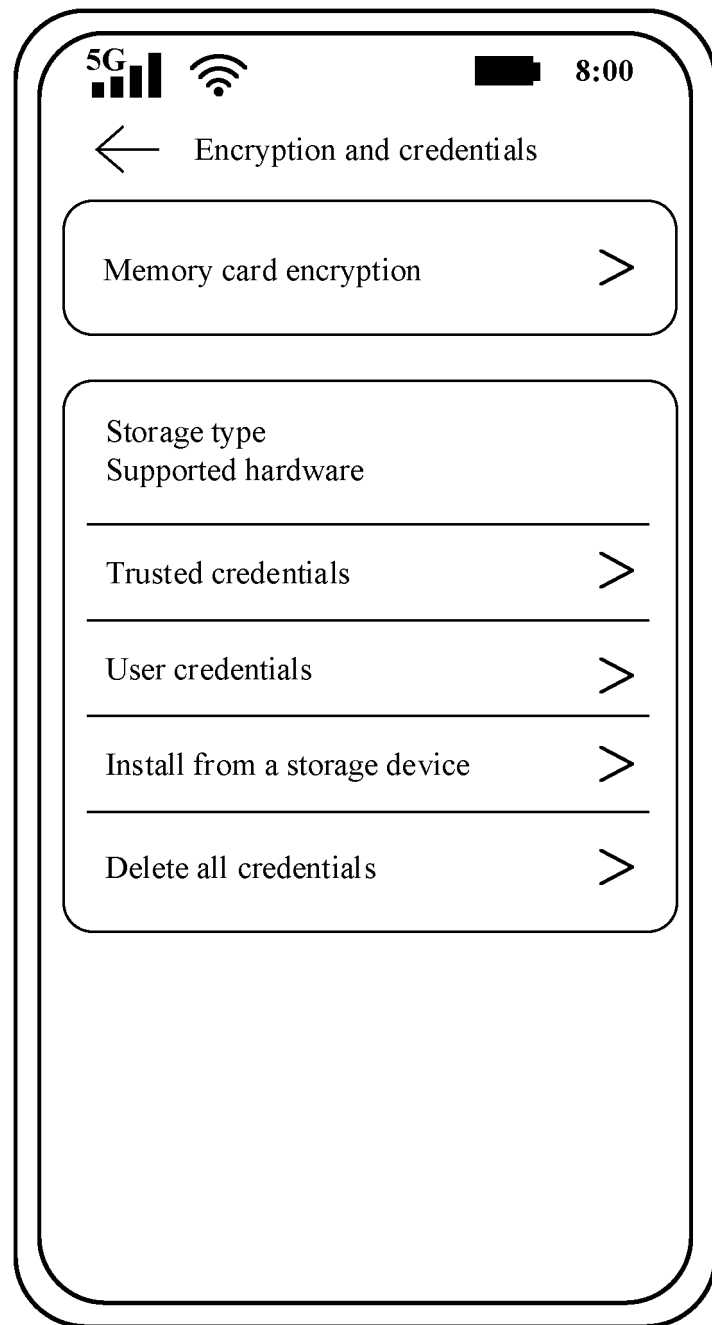 5G
8:00
Encryption and credentials
Memory card encryption
Storage type
Supported hardware
Trusted credentials
User credentials
Install from a storage device
Delete all credentials